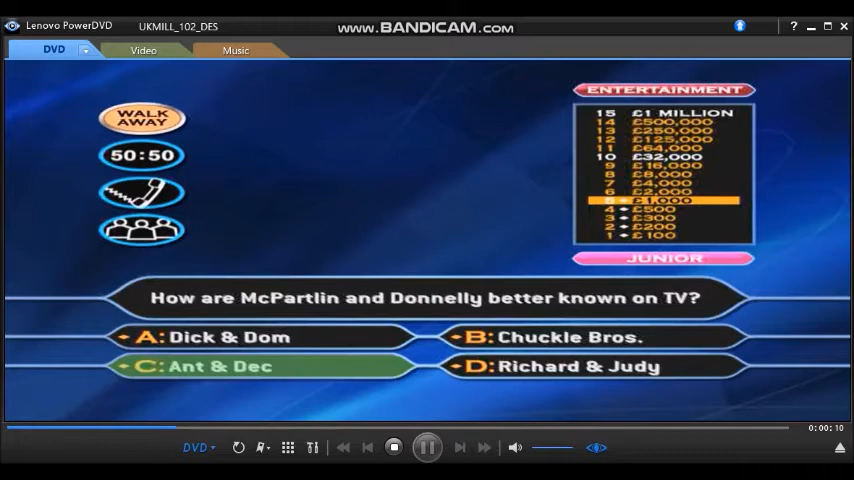 Lenovo PowerDVD
UKMILL_102_DES
www.BANDICAM.com
?
DVD
Video
Music
WALK AWAY
50:50
ENTERTAINMENT
15 £1 MILLION
14 £500,000
13 £250,000
12 £125,000
11 £64,000
10 £32,000
9 £16,000
8 £8,000
7 £4,000
6 £2,000
5 £1,000
4 £500
3 £300
2 £200
1 £100
JUNIOR
How are McPartlin and Donnelly better known on TV?
A: Dick & Dom
B: Chuckle Bros.
C: Ant & Dec
D: Richard & Judy
0:00:10
DVD